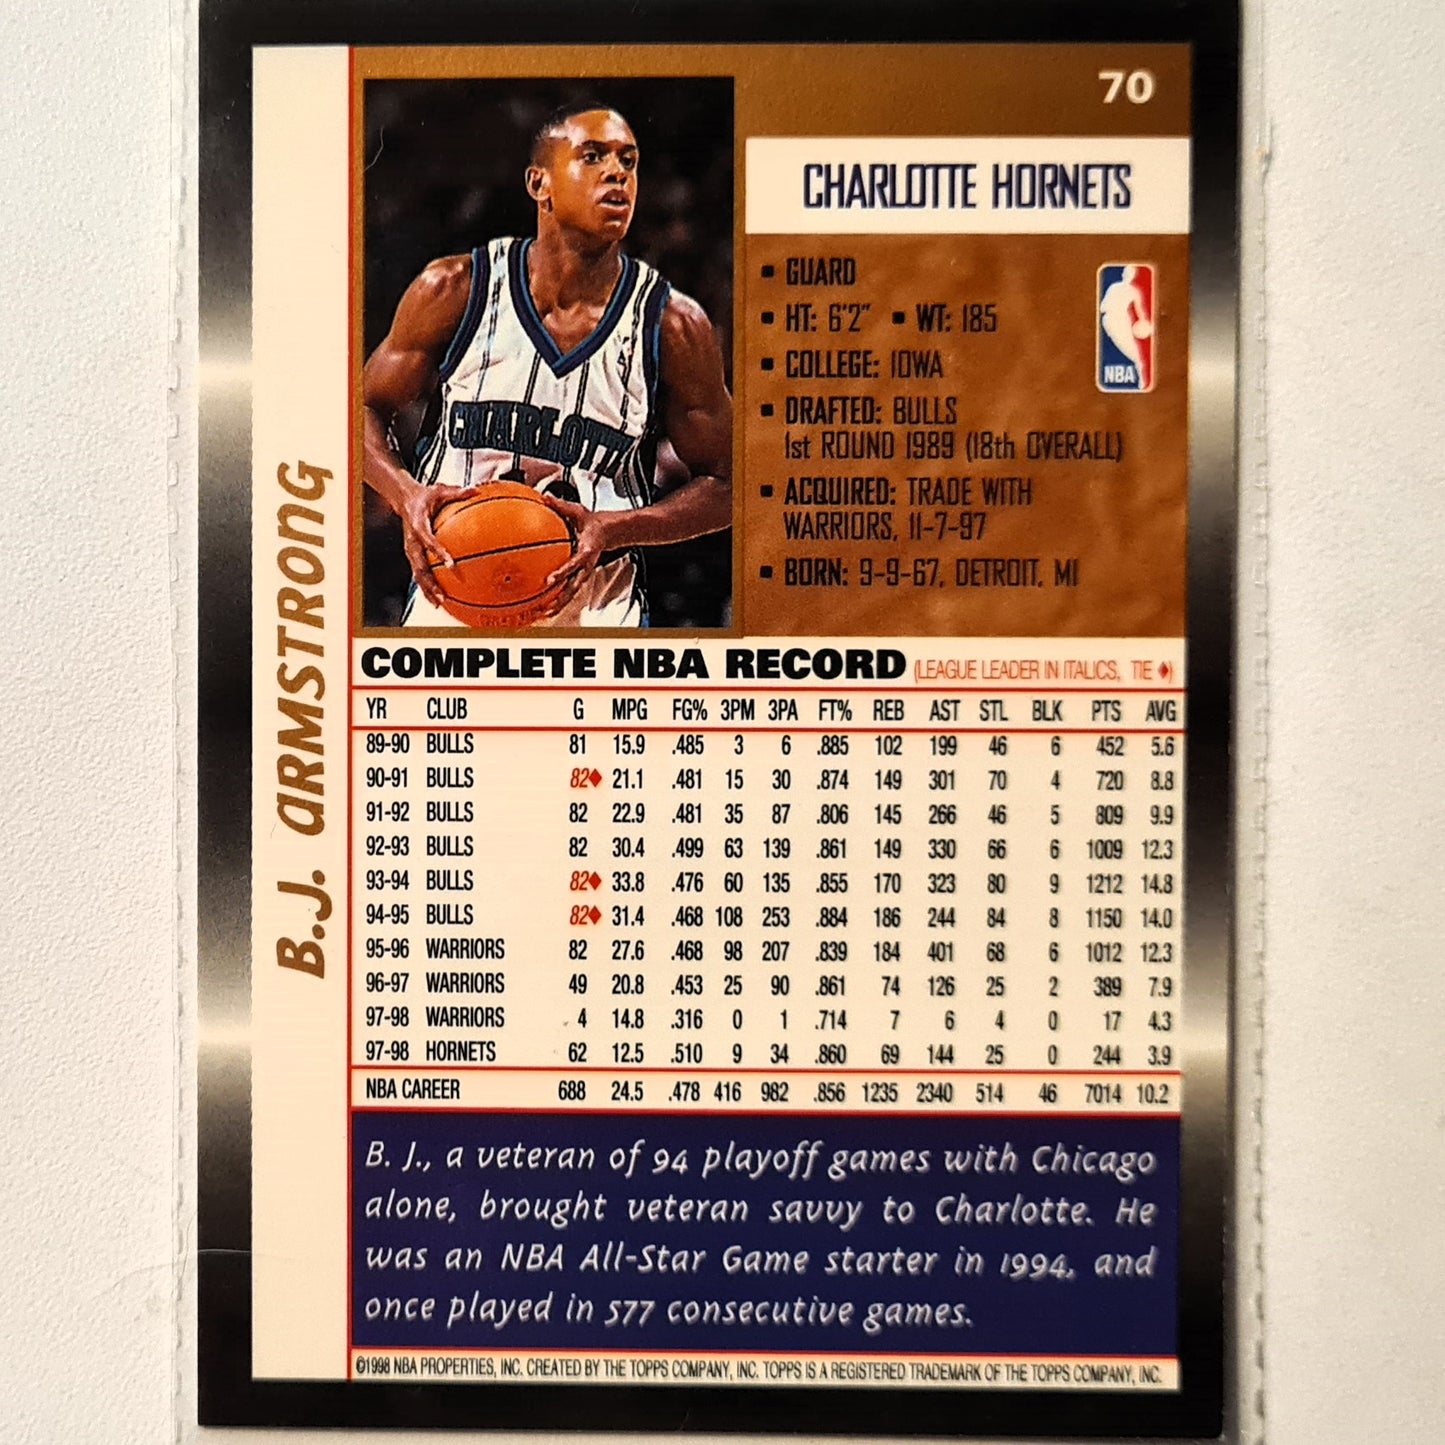 70
CHARLOTTE HORNETS
▪ GUARD
▪ HT: 6'2" ▪ WT: 185
▪ COLLEGE: IOWA
▪ DRAFTED: BULLS
1st ROUND 1989 (18th OVERALL)
▪ ACQUIRED: TRADE WITH
WARRIORS, 11-7-97
▪ BORN: 9-9-67, DETROIT, MI
NBA
CHARLOTTE
B.J. ARMSTRONG
COMPLETE NBA RECORD (LEAGUE LEADER IN ITALICS, TIE ♦)
YR CLUB G MPG FG% 3PM 3PA FT% REB AST STL BLK PTS AVG
89-90 BULLS 81 15.9 .485 3 6 .885 102 199 46 6 452 5.6
90-91 BULLS 82♦ 21.1 .481 15 30 .874 149 301 70 4 720 8.8
91-92 BULLS 82 22.9 .481 35 87 .806 145 266 46 5 809 9.9
92-93 BULLS 82 30.4 .499 63 139 .861 149 330 66 6 1009 12.3
93-94 BULLS 82♦ 33.8 .476 60 135 .855 170 323 80 9 1212 14.8
94-95 BULLS 82♦ 31.4 .468 108 253 .884 186 244 84 8 1150 14.0
95-96 WARRIORS 82 27.6 .468 98 207 .839 184 401 68 6 1012 12.3
96-97 WARRIORS 49 20.8 .453 25 90 .861 74 126 25 2 389 7.9
97-98 WARRIORS 4 14.8 .316 0 1 .714 7 6 4 0 17 4.3
97-98 HORNETS 62 12.5 .510 9 34 .860 69 144 25 0 244 3.9
NBA CAREER 688 24.5 .478 416 982 .856 1235 2340 514 46 7014 10.2
B. J., a veteran of 94 playoff games with Chicago
alone, brought veteran savvy to Charlotte. He
was an NBA All-Star Game starter in 1994, and
once played in 577 consecutive games.
©1998 NBA PROPERTIES, INC. CREATED BY THE TOPPS COMPANY, INC. TOPPS IS A REGISTERED TRADEMARK OF THE TOPPS COMPANY, INC.